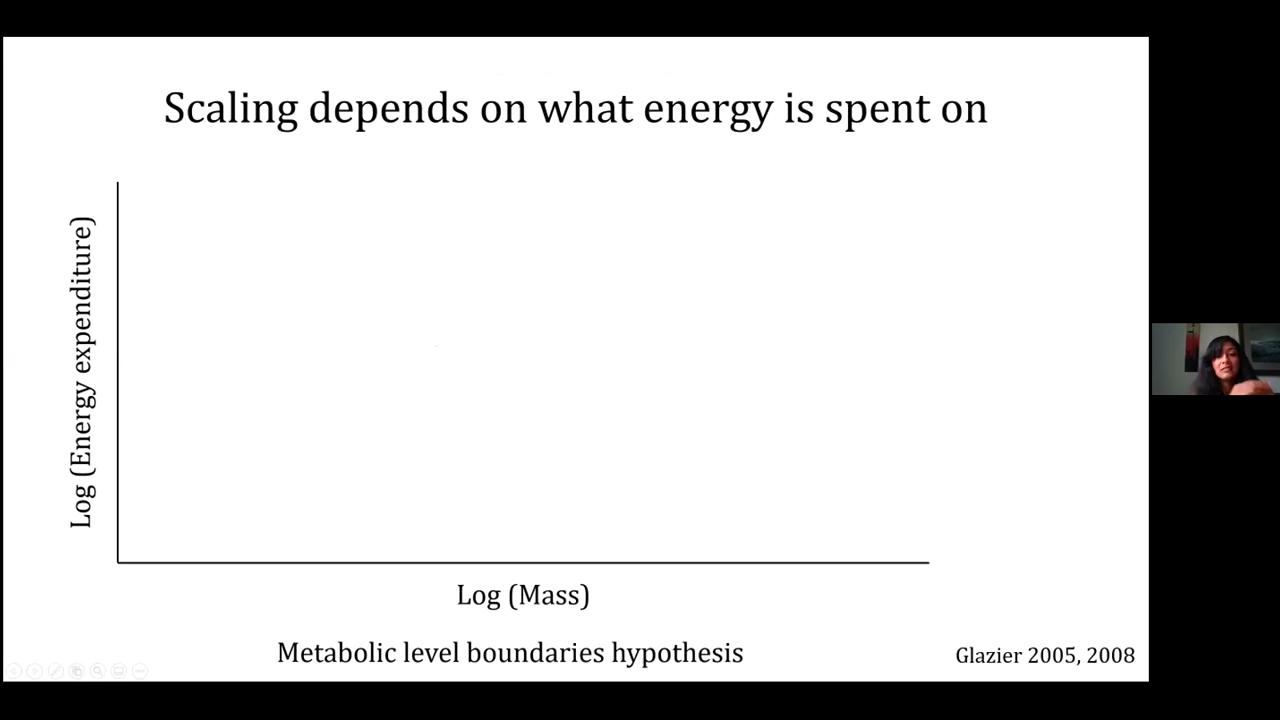 Scaling depends on what energy is spent on
Log (Energy expenditure)
Log (Mass)
Metabolic level boundaries hypothesis
Glazier 2005, 2008